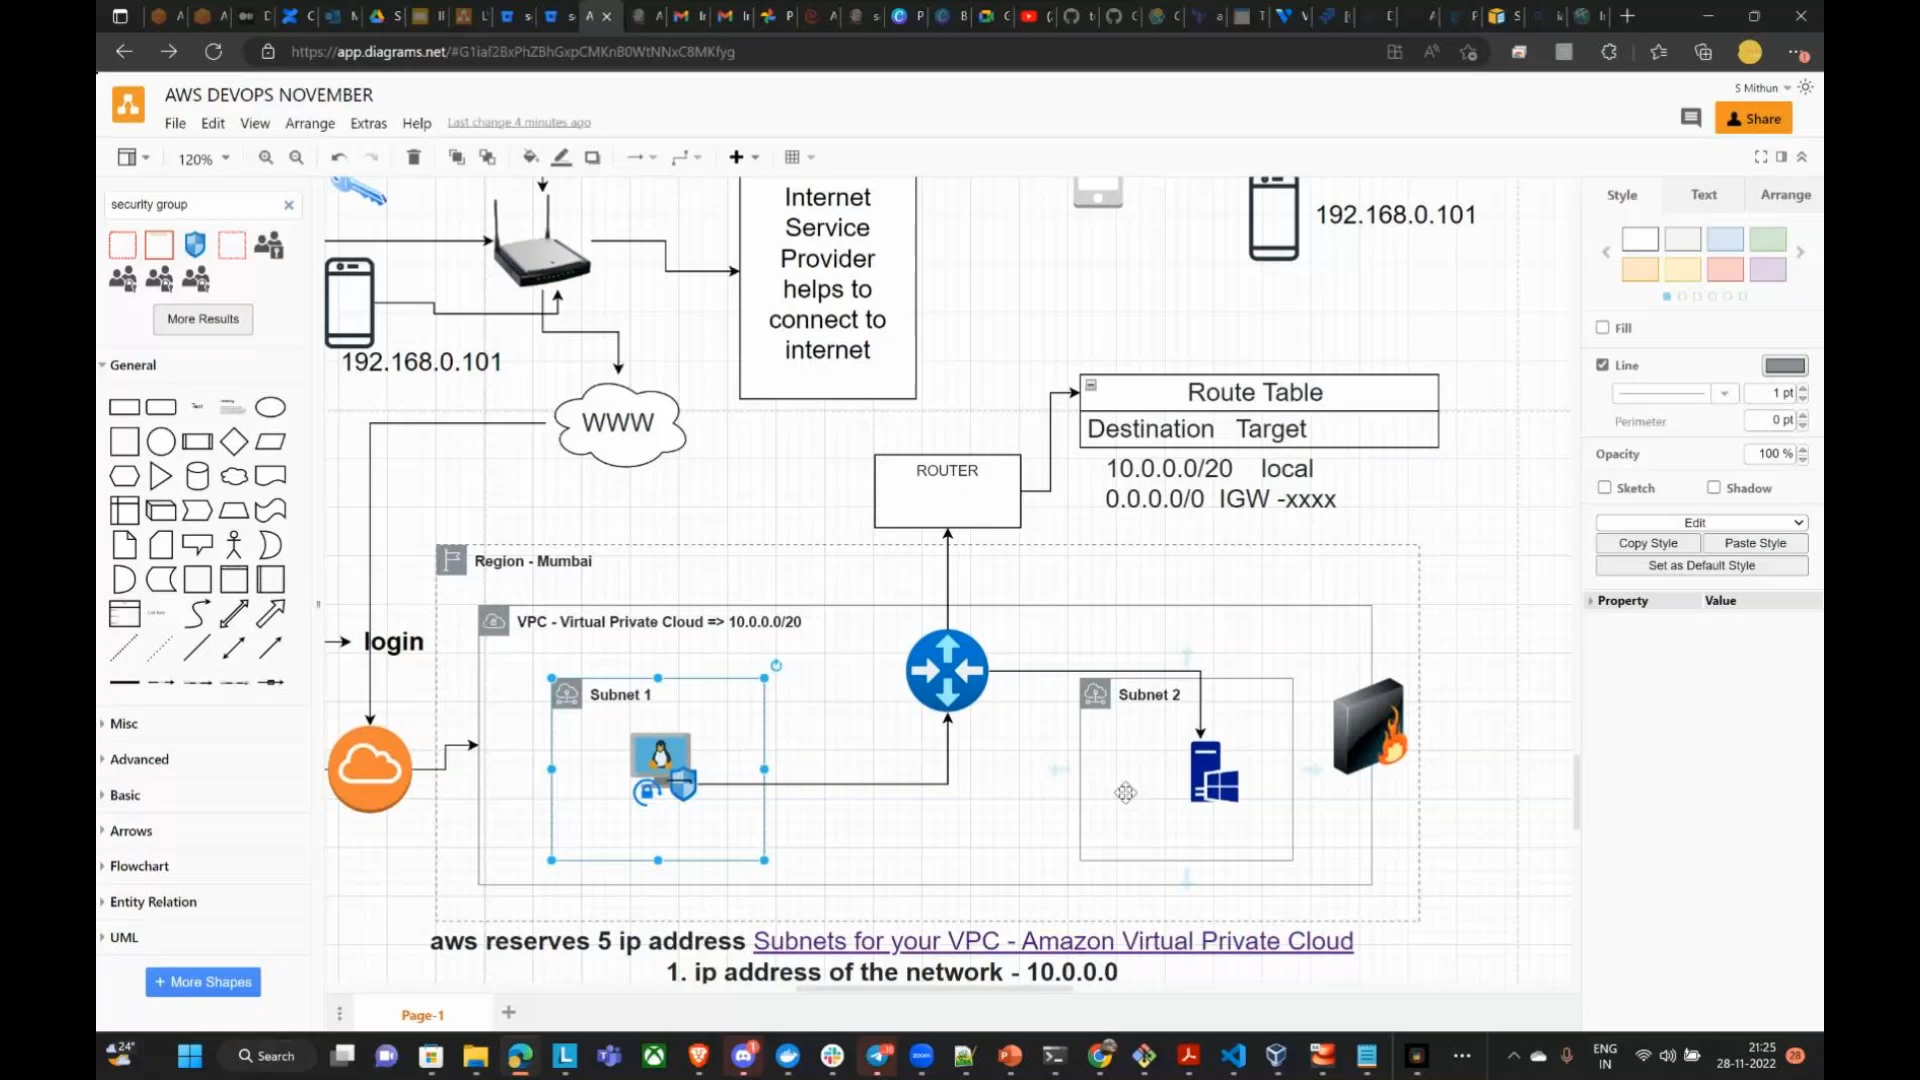 https://app.diagrams.net/#G1iaf2BxPhZBhGxpCMKnB0WtNNxC8MKfyg
AWS DEVOPS NOVEMBER
S Mithun
File Edit View Arrange Extras Help Last change 4 minutes ago
Share
120%
security group
More Results
General
Misc
Advanced
Basic
Arrows
Flowchart
Entity Relation
UML
+ More Shapes
Internet
Service
Provider
helps to
connect to
internet
192.168.0.101
192.168.0.101
WWW
Route Table
Destination Target
10.0.0.0/20 local
0.0.0.0/0 IGW -xxxx
ROUTER
Region - Mumbai
VPC - Virtual Private Cloud => 10.0.0.0/20
login
Subnet 1
Subnet 2
aws reserves 5 ip address Subnets for your VPC - Amazon Virtual Private Cloud
1. ip address of the network - 10.0.0.0
Style Text Arrange
Fill
Line
1 pt
Perimeter 0 pt
Opacity 100 %
Sketch Shadow
Edit
Copy Style Paste Style
Set as Default Style
Property Value
Page-1
24°
Search
ENG
IN
21:25
28-11-2022
28